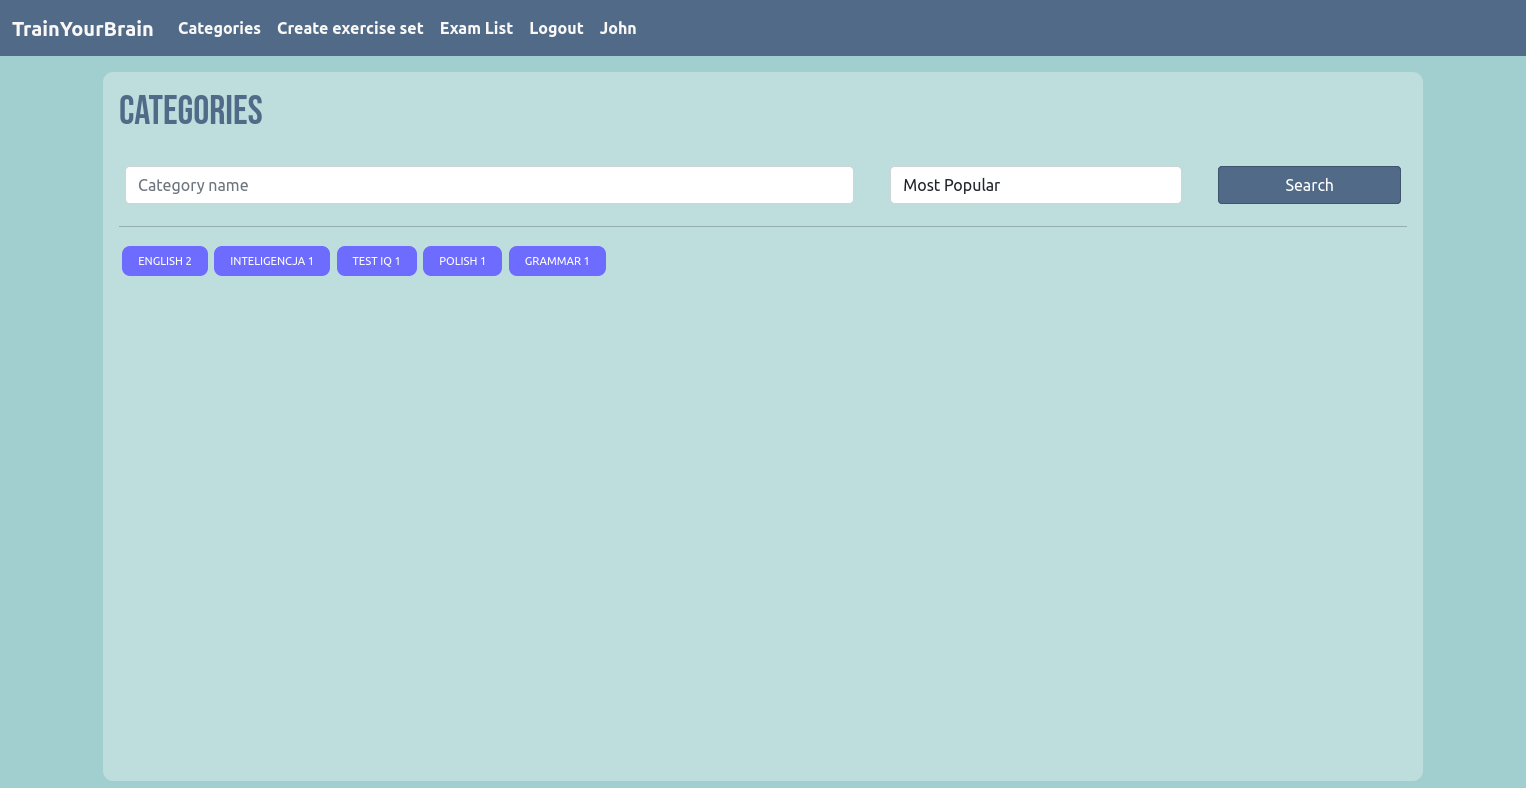 TrainYourBrain Categories Create exercise set Exam List Logout John
CATEGORIES
Category name Most Popular Search
ENGLISH 2 INTELIGENCJA 1 TEST IQ 1 POLISH 1 GRAMMAR 1